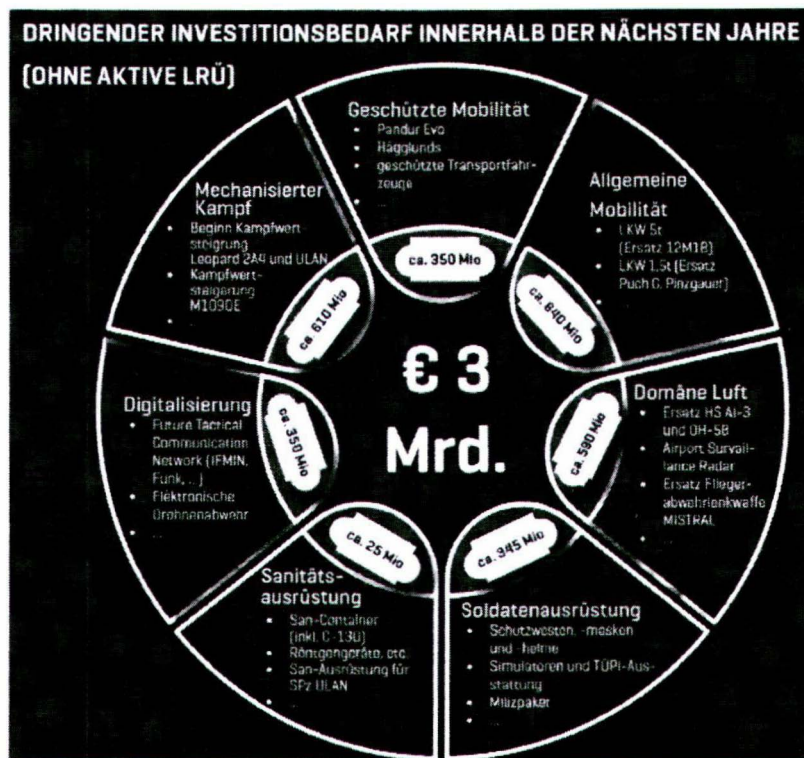 DRINGENDER INVESTITIONSBEDARF INNERHALB DER NÄCHSTEN JAHRE
(OHNE AKTIVE LRÜ)
Geschützte Mobilität
• Pandur Evo
• Hägglunds
• geschützte Transportfahr-
zeuge
• ...
ca. 350 Mio
Allgemeine
Mobilität
• LKW 5t
(Ersatz 12M18)
• LKW 1,5t (Ersatz
Puch G, Pinzgauer)
• ...
ca. 840 Mio
Domäne Luft
• Ersatz HS Al-3
und OH-58
• Airport Survail-
lance Radar
• Ersatz Flieger-
abwehrlenkwaffe
MISTRAL
• ...
ca. 590 Mio
Soldatenausrüstung
• Schutzwesten, -masken
und -helme
• Simulatoren und TÜPl-Aus-
stattung
• Milizpaket
• ...
ca. 345 Mio
Sanitäts-
ausrüstung
• San-Container
(inkl. C-130)
• Röntgengeräte, etc.
• San-Ausrüstung für
SPz ULAN
• ...
ca. 25 Mio
Digitalisierung
• Future Tactical
Communication
Network (IFMIN,
Funk, ...)
• Elektronische
Drohnenabwehr
• ...
ca. 350 Mio
Mechanisierter
Kampf
• Beginn Kampfwert-
steigrung
Leopard 2A4 und ULAN
• Kampfwert-
steigerung
M109OE
• ...
ca. 610 Mio
€ 3
Mrd.